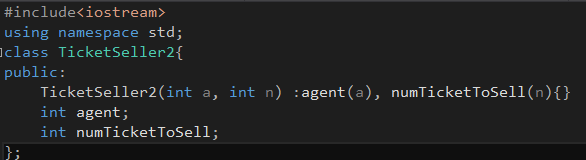 #include<iostream>
using namespace std;
class TicketSeller2{
public:
    TicketSeller2(int a, int n) :agent(a), numTicketToSell(n){}
    int agent;
    int numTicketToSell;
};